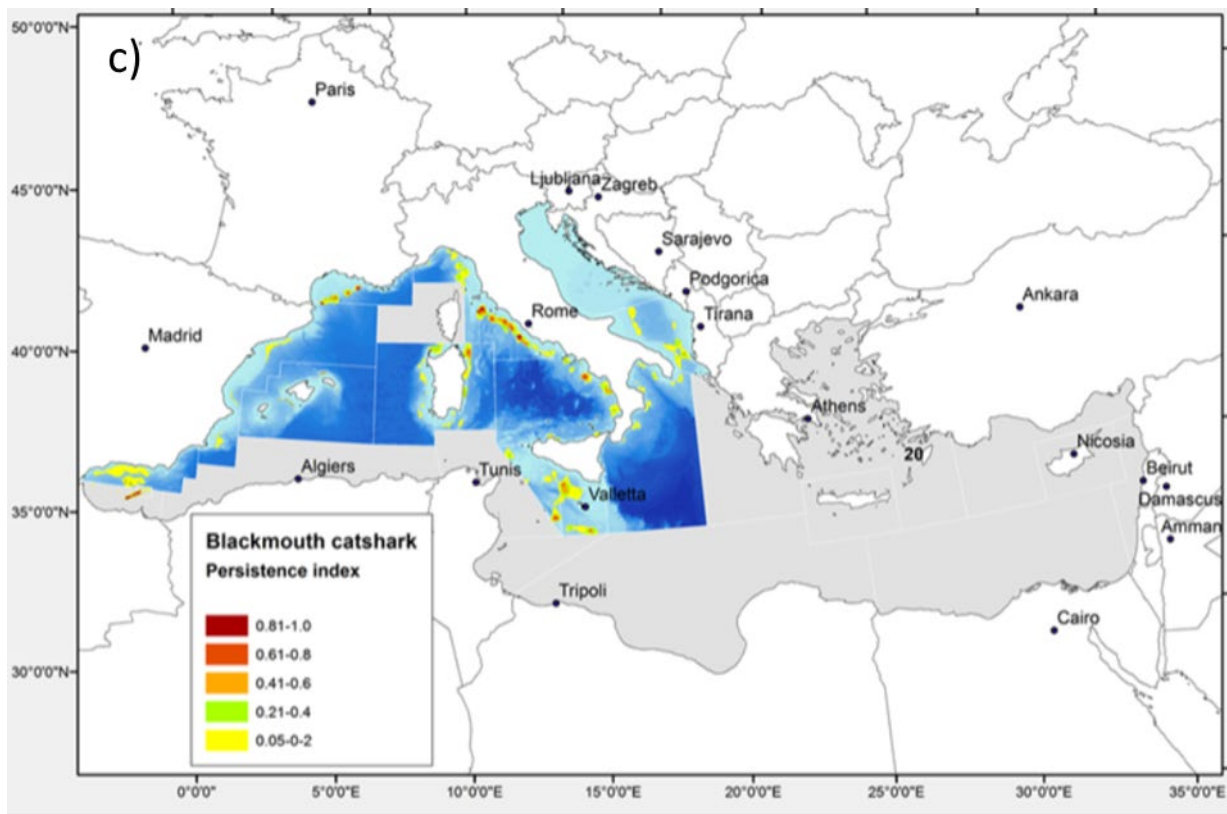 c)
50°0'0"N
45°0'0"N
40°0'0"N
35°0'0"N
30°0'0"N
Paris
Ljubljana Zagreb
Sarajevo
Podgorica
Tirana
Rome
Madrid
Ankara
Athens
20
Nicosia
Beirut
Damascus
Amman
Algiers
Tunis
Valletta
Tripoli
Cairo
Blackmouth catshark
Persistence index
0.81-1.0
0.61-0.8
0.41-0.6
0.21-0.4
0.05-0-2
0°0'0" 5°0'0"E 10°0'0"E 15°0'0"E 20°0'0"E 25°0'0"E 30°0'0"E 35°0'0"E